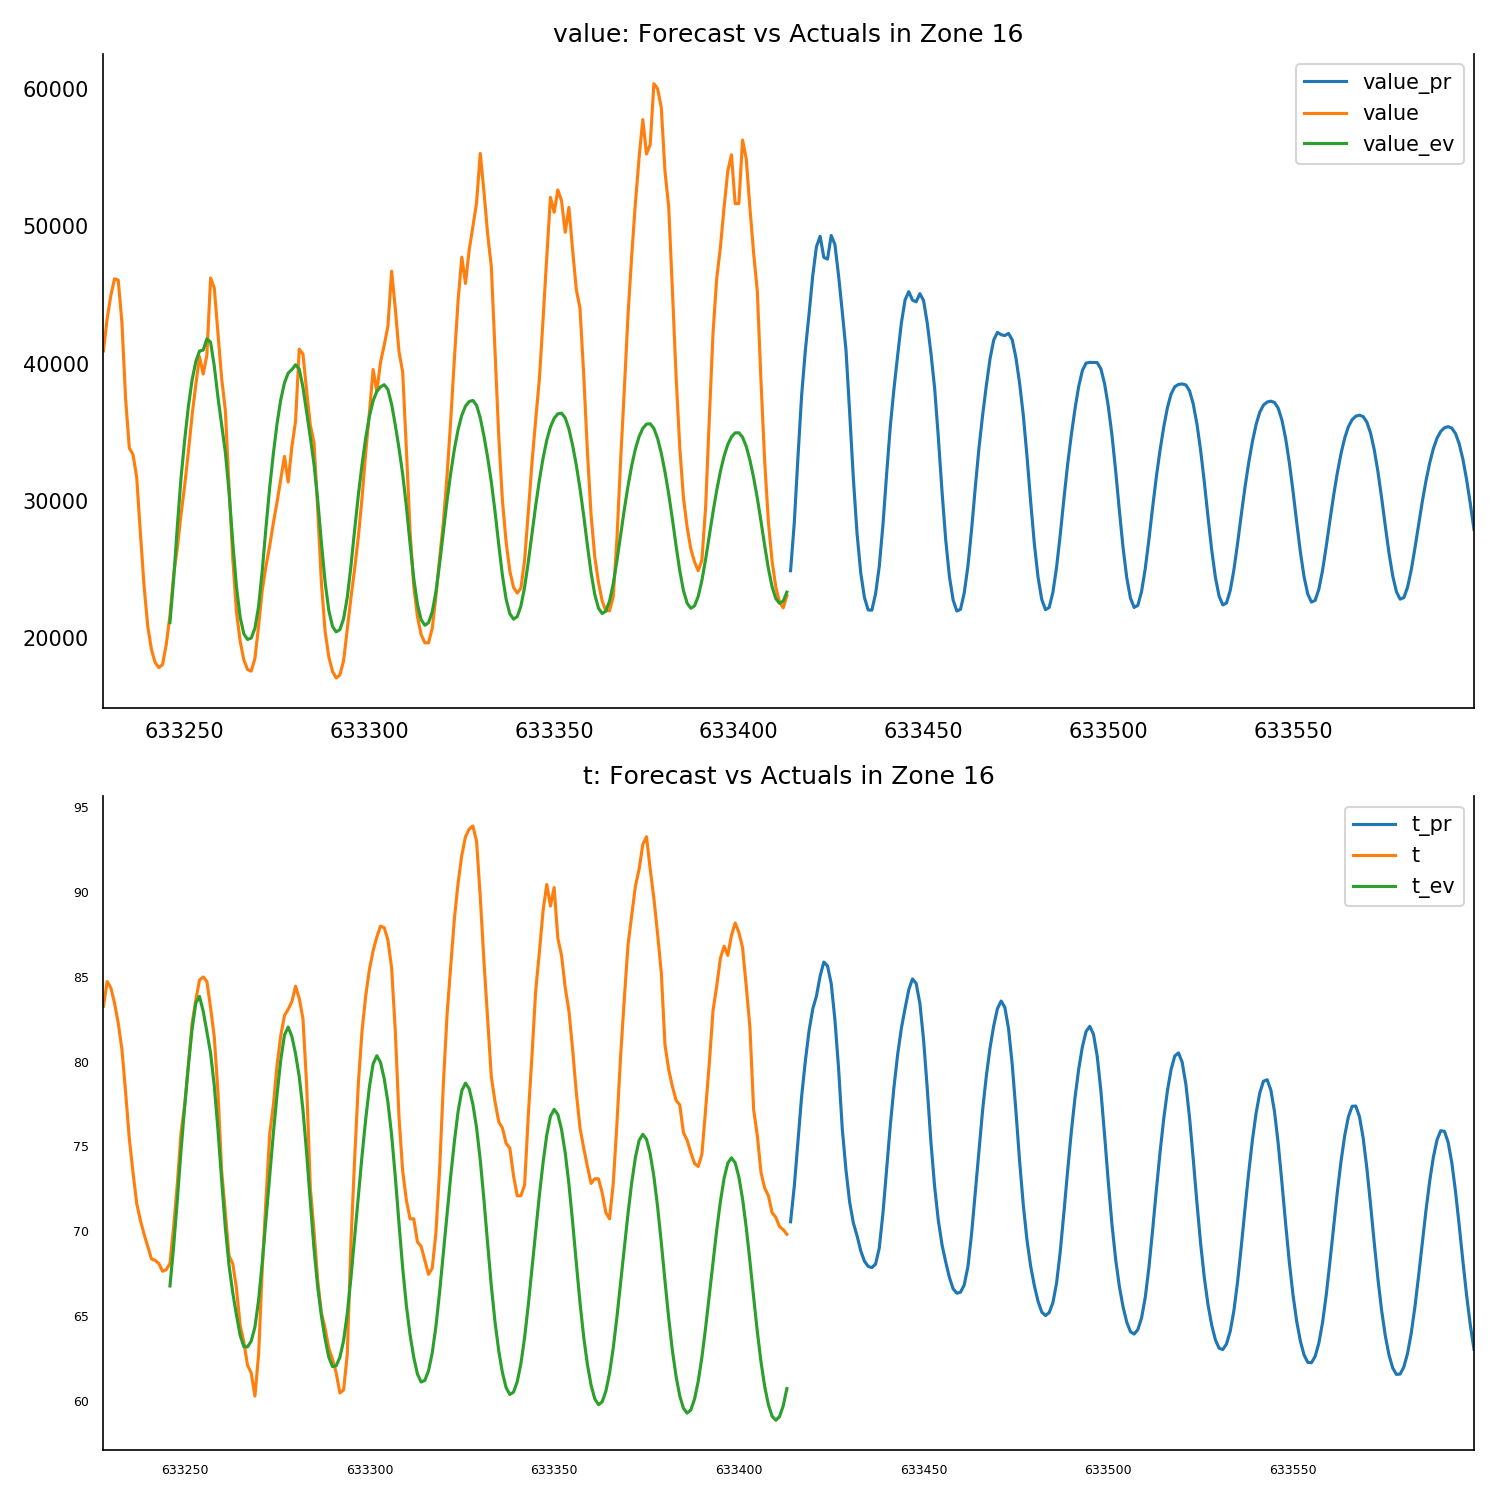 value: Forecast vs Actuals in Zone 16
value_pr
value
value_ev
60000
50000
40000
30000
20000
633250 633300 633350 633400 633450 633500 633550
t: Forecast vs Actuals in Zone 16
t_pr
t
t_ev
95
90
85
80
75
70
65
60
633250 633300 633350 633400 633450 633500 633550